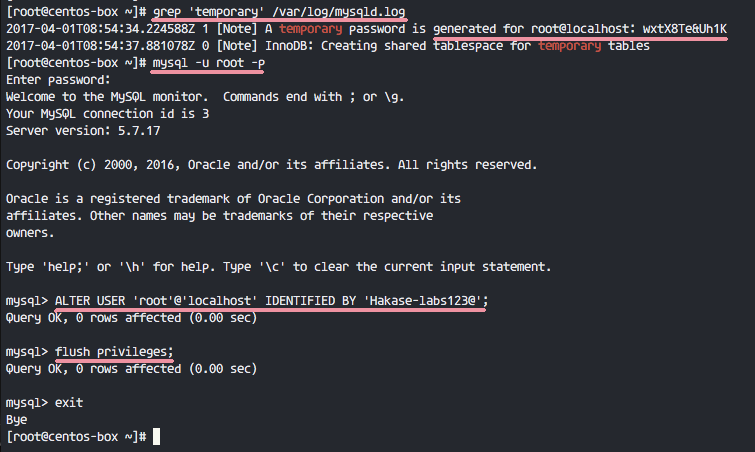 [root@centos-box ~]# grep 'temporary' /var/log/mysqld.log
2017-04-01T08:54:34.224588Z 1 [Note] A temporary password is generated for root@localhost: wxtX8Te&Uh1K
2017-04-01T08:54:37.881078Z 0 [Note] InnoDB: Creating shared tablespace for temporary tables
[root@centos-box ~]# mysql -u root -p
Enter password:
Welcome to the MySQL monitor.  Commands end with ; or \g.
Your MySQL connection id is 3
Server version: 5.7.17
Copyright (c) 2000, 2016, Oracle and/or its affiliates. All rights reserved.
Oracle is a registered trademark of Oracle Corporation and/or its
affiliates. Other names may be trademarks of their respective
owners.
Type 'help;' or '\h' for help. Type '\c' to clear the current input statement.
mysql> ALTER USER 'root'@'localhost' IDENTIFIED BY 'Hakase-labs123@';
Query OK, 0 rows affected (0.00 sec)
mysql> flush privileges;
Query OK, 0 rows affected (0.00 sec)
mysql> exit
Bye
[root@centos-box ~]#